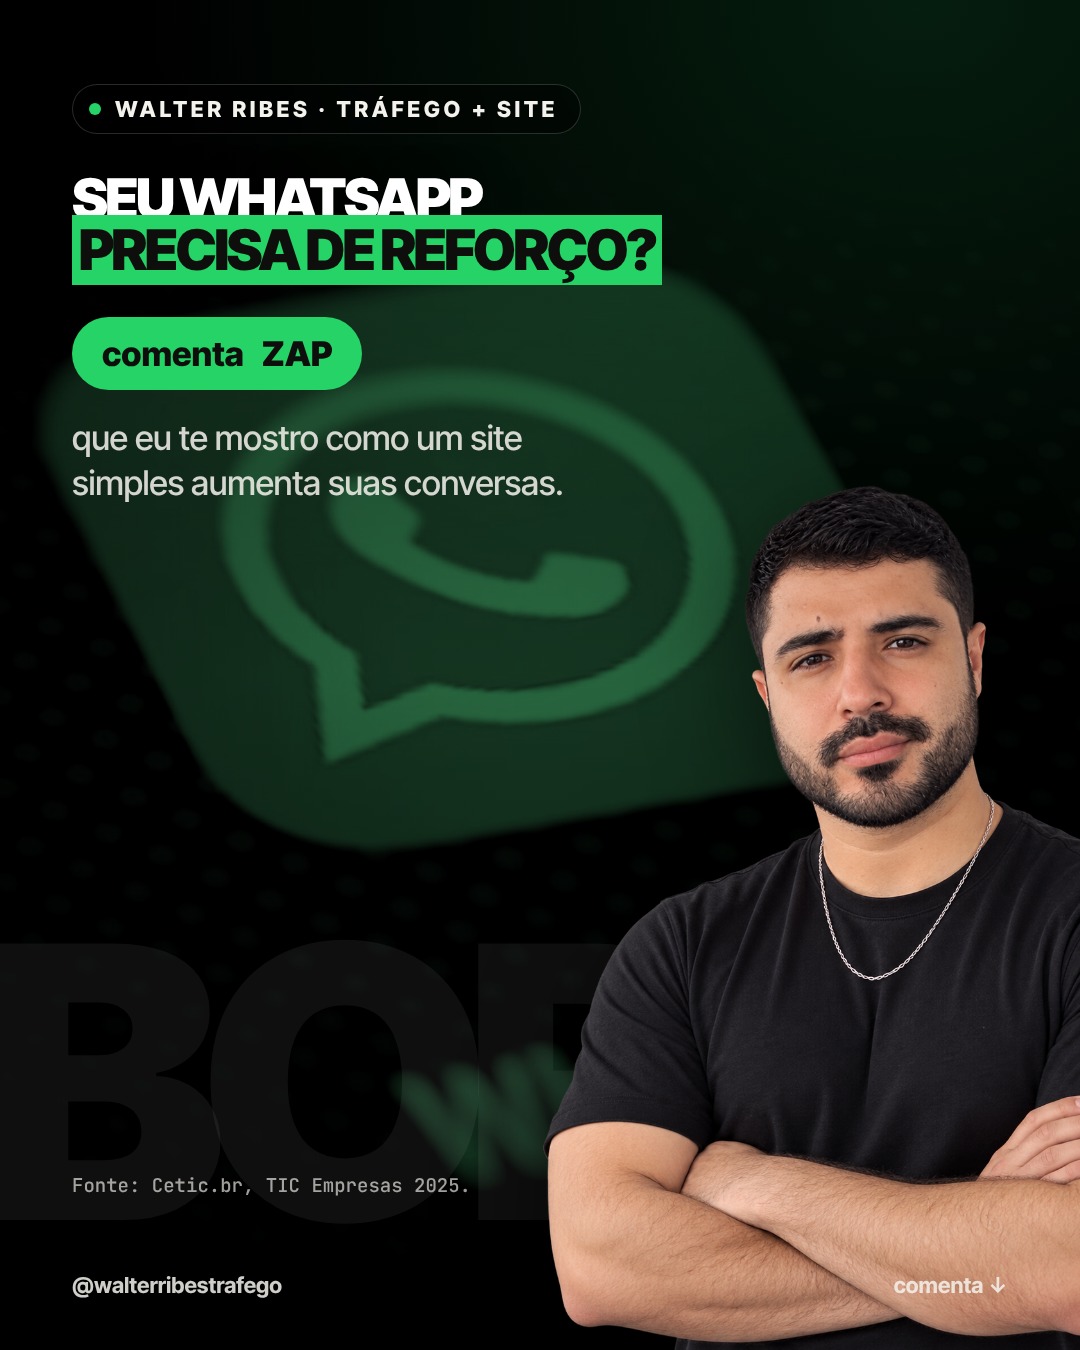 WALTER RIBES · TRÁFEGO + SITE
SEU WHATSAPP
PRECISA DE REFORÇO?
comenta ZAP
que eu te mostro como um site
simples aumenta suas conversas.
Fonte: Cetic.br, TIC Empresas 2025.
@walterribestrafego
comenta ↓